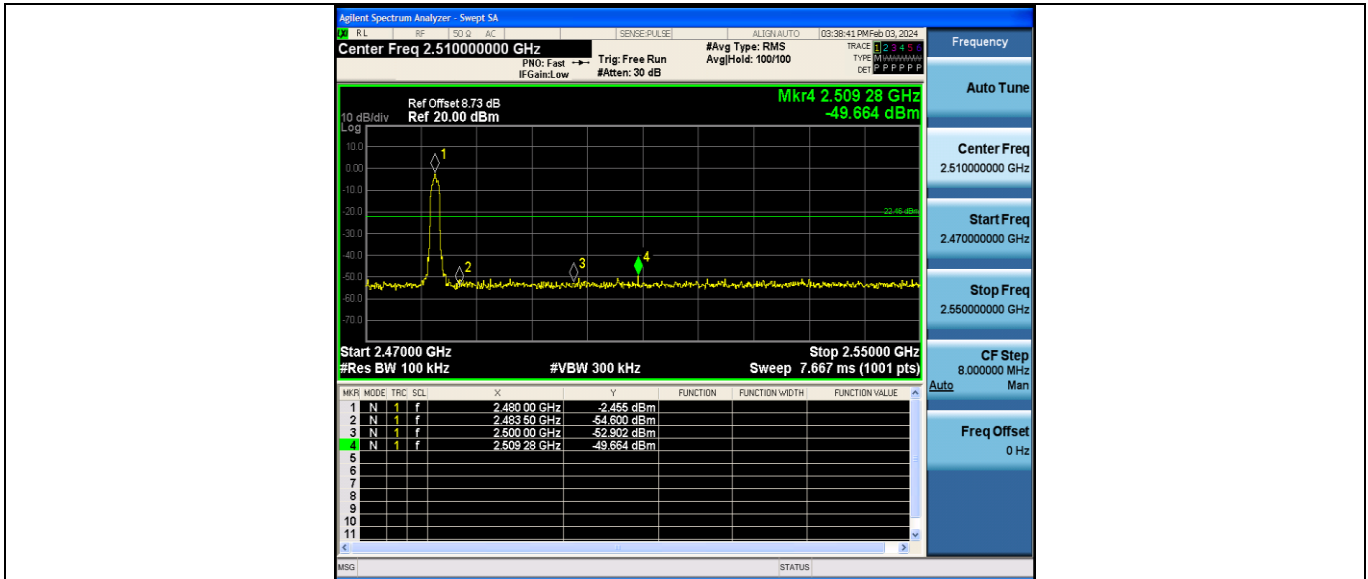 Agilent Spectrum Analyzer - Swept SA
LXI RL RF 50 Ω AC SENSE:PULSE ALIGN AUTO 03:38:41 PM Feb 03, 2024
Center Freq 2.510000000 GHz
#Avg Type: RMS
TRACE 1 2 3 4 5 6
PNO: Fast
Trig: Free Run
Avg|Hold: 100/100
TYPE M WWWWW
IFGain:Low
#Atten: 30 dB
DET P P P P P P
Mkr4 2.509 28 GHz
-49.664 dBm
Ref Offset 8.73 dB
10 dB/div Ref 20.00 dBm
Log
10.0
0.00
-10.0
-20.0
-30.0
-40.0
-50.0
-60.0
-70.0
1
2
3
4
-22.46 dBm
Start 2.47000 GHz Stop 2.55000 GHz
#Res BW 100 kHz #VBW 300 kHz Sweep 7.667 ms (1001 pts)
MKR MODE TRC SCL X Y FUNCTION FUNCTION WIDTH FUNCTION VALUE
1 N 1 f 2.480 00 GHz -2.455 dBm
2 N 1 f 2.483 50 GHz -54.600 dBm
3 N 1 f 2.500 00 GHz -52.902 dBm
4 N 1 f 2.509 28 GHz -49.664 dBm
5
6
7
8
9
10
11
MSG STATUS
Frequency
Auto Tune
Center Freq
2.510000000 GHz
Start Freq
2.470000000 GHz
Stop Freq
2.550000000 GHz
CF Step
8.000000 MHz
Auto Man
Freq Offset
0 Hz